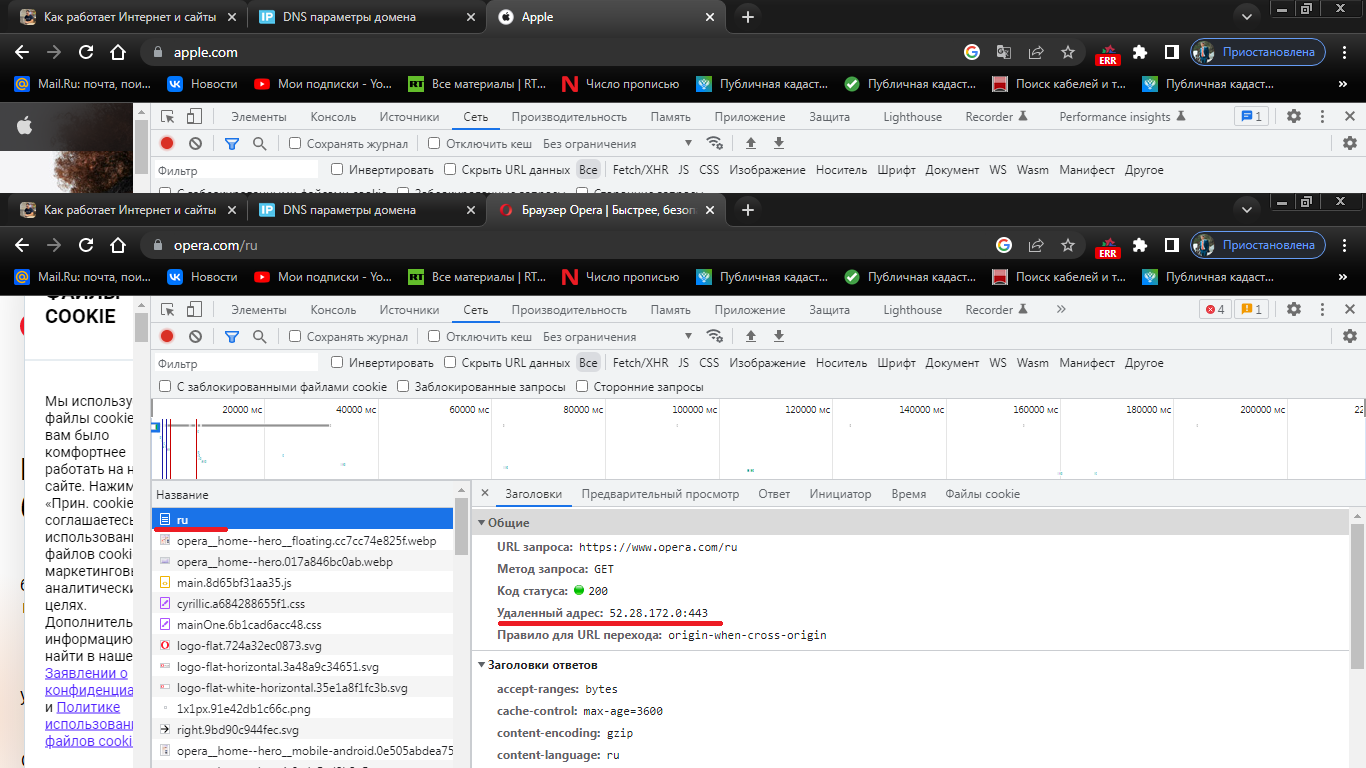 Как работает Интернет и сайты
DNS параметры домена
Apple
apple.com
ERR
Приостановлена
Mail.Ru: почта, пои...
Новости
Мои подписки - Yo...
Все материалы | RT...
Число прописью
Публичная кадаст...
Публичная кадаст...
Поиск кабелей и т...
Публичная кадаст...
»
Элементы Консоль Источники Сеть Производительность Память Приложение Защита Lighthouse Recorder Performance insights 1
Сохранять журнал Отключить кеш Без ограничения
Фильтр Инвертировать Скрыть URL данных Все Fetch/XHR JS CSS Изображение Носитель Шрифт Документ WS Wasm Манифест Другое
Как работает Интернет и сайты
DNS параметры домена
Браузер Opera | Быстрее, безоп
opera.com/ru
ERR
Приостановлена
Mail.Ru: почта, пои...
Новости
Мои подписки - Yo...
Все материалы | RT...
Число прописью
Публичная кадаст...
Публичная кадаст...
Поиск кабелей и т...
Публичная кадаст...
»
ФАЙЛЫ
COOKIE
Мы использу
файлы cookie
вам было
комфортнее
работать на н
сайте. Нажим
«Прин. cookie
соглашаетесь
использовани
файлов cooki
маркетинговы
аналитически
целях.
Дополнитель
информацию
найти в наше
Заявлении о
конфиденциа
и Политике
использовани
файлов cooki
Элементы Консоль Источники Сеть Производительность Память Приложение Защита Lighthouse Recorder » 4 1
Сохранять журнал Отключить кеш Без ограничения
Фильтр Инвертировать Скрыть URL данных Все Fetch/XHR JS CSS Изображение Носитель Шрифт Документ WS Wasm Манифест Другое
С заблокированными файлами cookie Заблокированные запросы Сторонние запросы
20000 мс 40000 мс 60000 мс 80000 мс 100000 мс 120000 мс 140000 мс 160000 мс 180000 мс 200000 мс
Название
ru
opera__home--hero__floating.cc7cc74e825f.webp
opera__home--hero.017a846bc0ab.webp
main.8d65bf31aa35.js
cyrillic.a684288655f1.css
mainOne.6b1cad6acc48.css
logo-flat.724a32ec0873.svg
logo-flat-horizontal.3a48a9c34651.svg
logo-flat-white-horizontal.35e1a8f1fc3b.svg
1x1px.91e42db1c66c.png
right.9bd90c944fec.svg
opera__home--hero__mobile-android.0e505abdea75
Заголовки Предварительный просмотр Ответ Инициатор Время Файлы cookie
Общие
URL запроса: https://www.opera.com/ru
Метод запроса: GET
Код статуса: 200
Удаленный адрес: 52.28.172.0:443
Правило для URL перехода: origin-when-cross-origin
Заголовки ответов
accept-ranges: bytes
cache-control: max-age=3600
content-encoding: gzip
content-language: ru